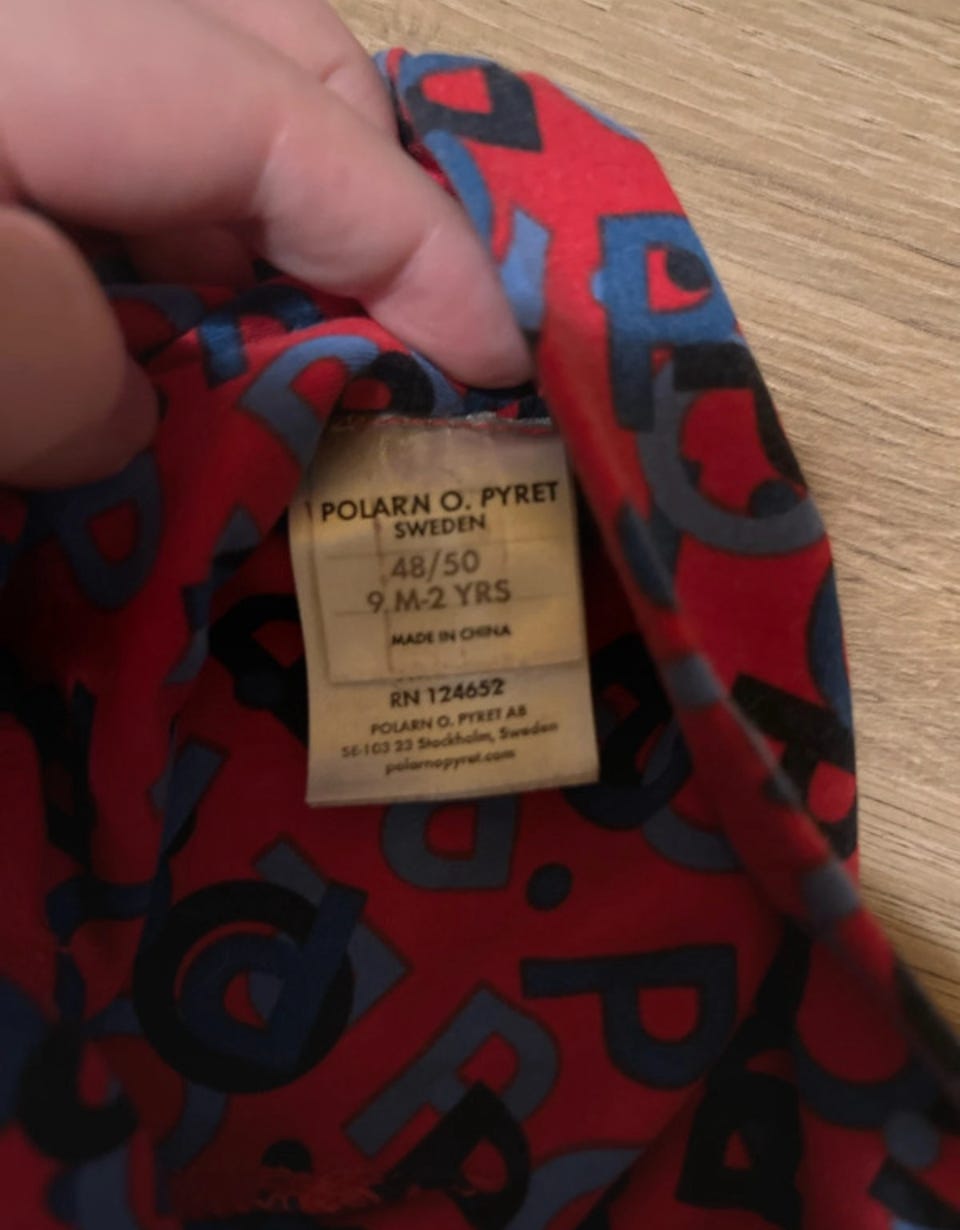 POLARN O. PYRET
SWEDEN
48/50
9 M-2 YRS
MADE IN CHINA
RN 124652
POLARN O. PYRET AB
SE-103 23 Stockholm, Sweden
polarnopyret.com